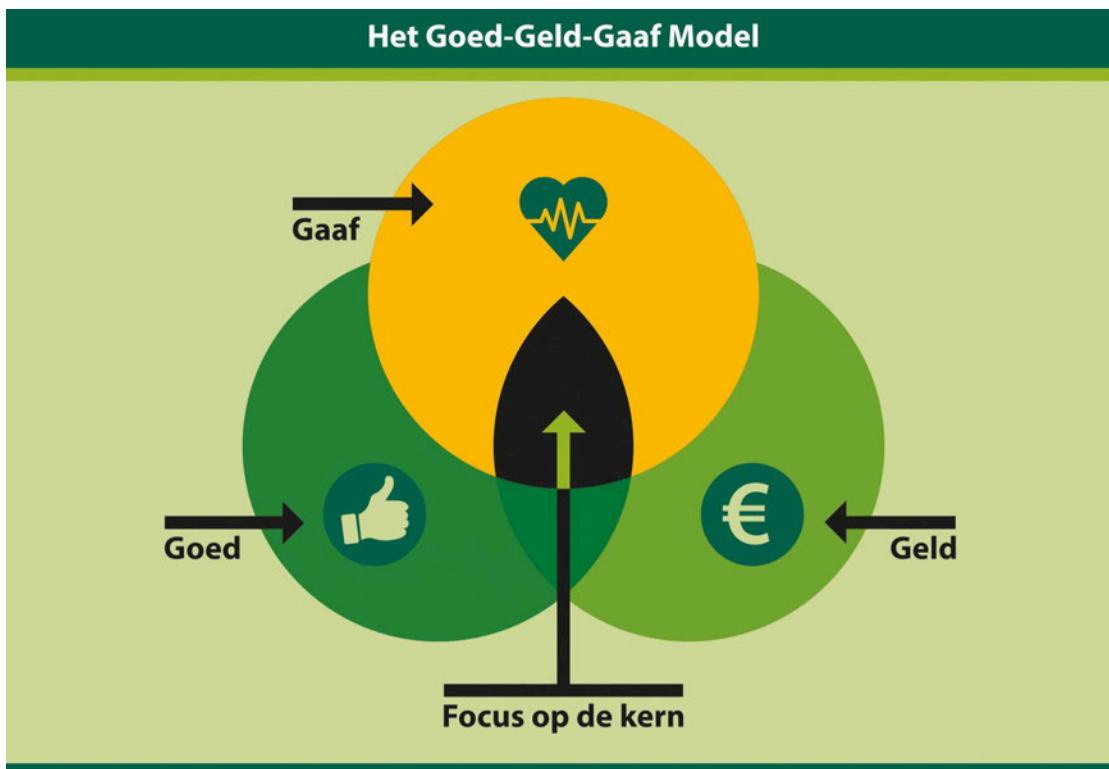 Het Goed-Geld-Gaaf Model
Gaaf
Goed
€
Geld
Focus op de kern